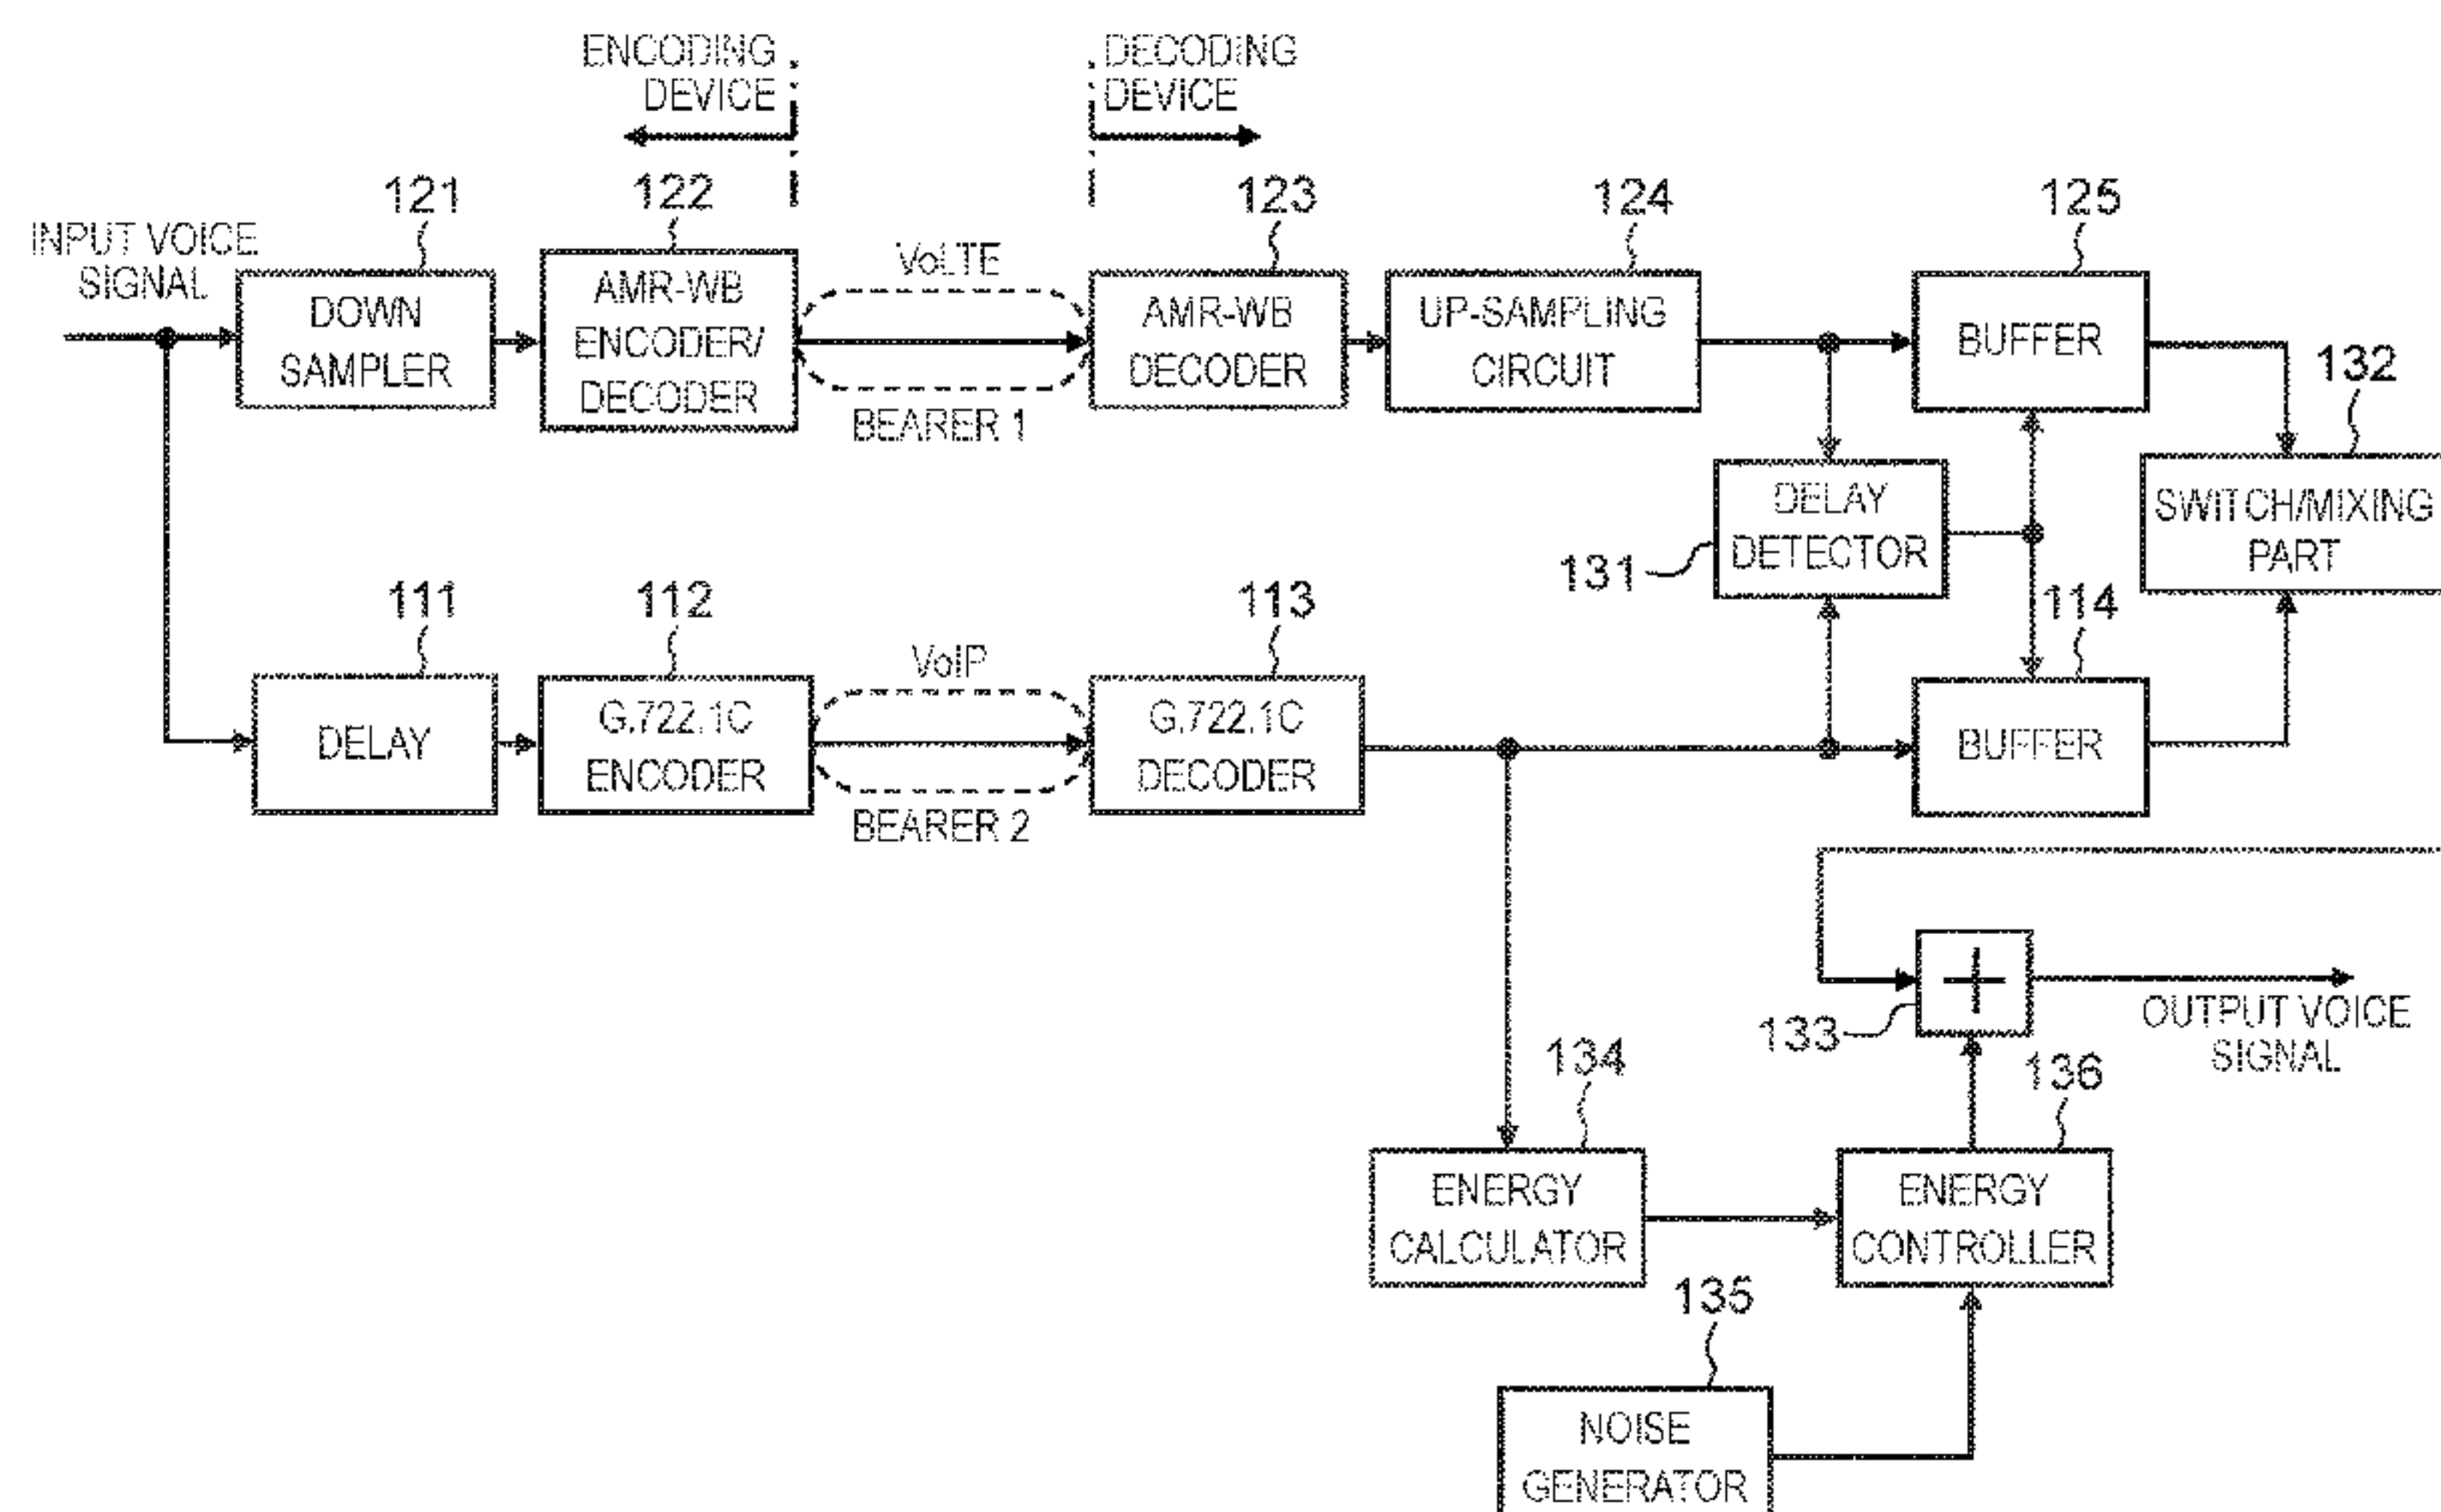 ENCODING
DEVICE
DECODING
DEVICE
121
122
123
124
125
INPUT VOICE
SIGNAL
DOWN
SAMPLER
AMR-WB
ENCODER/
DECODER
VoLTE
BEARER 1
AMR-WB
DECODER
UP-SAMPLING
CIRCUIT
BUFFER
132
DELAY
DETECTOR
131
SWITCH/MIXING
PART
111
112
113
114
DELAY
G.722.1C
ENCODER
VoIP
BEARER 2
G.722.1C
DECODER
BUFFER
133
OUTPUT VOICE
SIGNAL
134
136
ENERGY
CALCULATOR
ENERGY
CONTROLLER
135
NOISE
GENERATOR